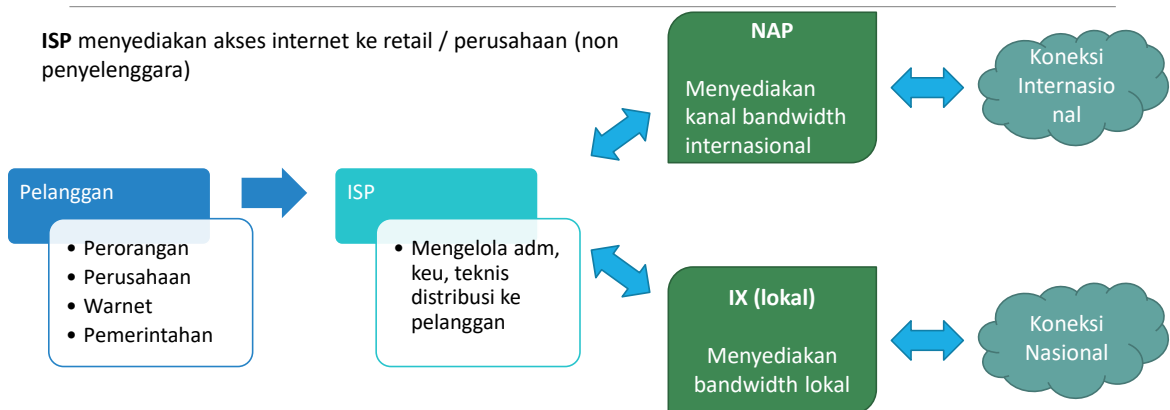 ISP menyediakan akses internet ke retail / perusahaan (non
penyelenggara)
NAP
Menyediakan
kanal bandwidth
internasional
Koneksi
Internasio
nal
Pelanggan
• Perorangan
• Perusahaan
• Warnet
• Pemerintahan
ISP
• Mengelola adm,
keu, teknis
distribusi ke
pelanggan
IX (lokal)
Menyediakan
bandwidth lokal
Koneksi
Nasional